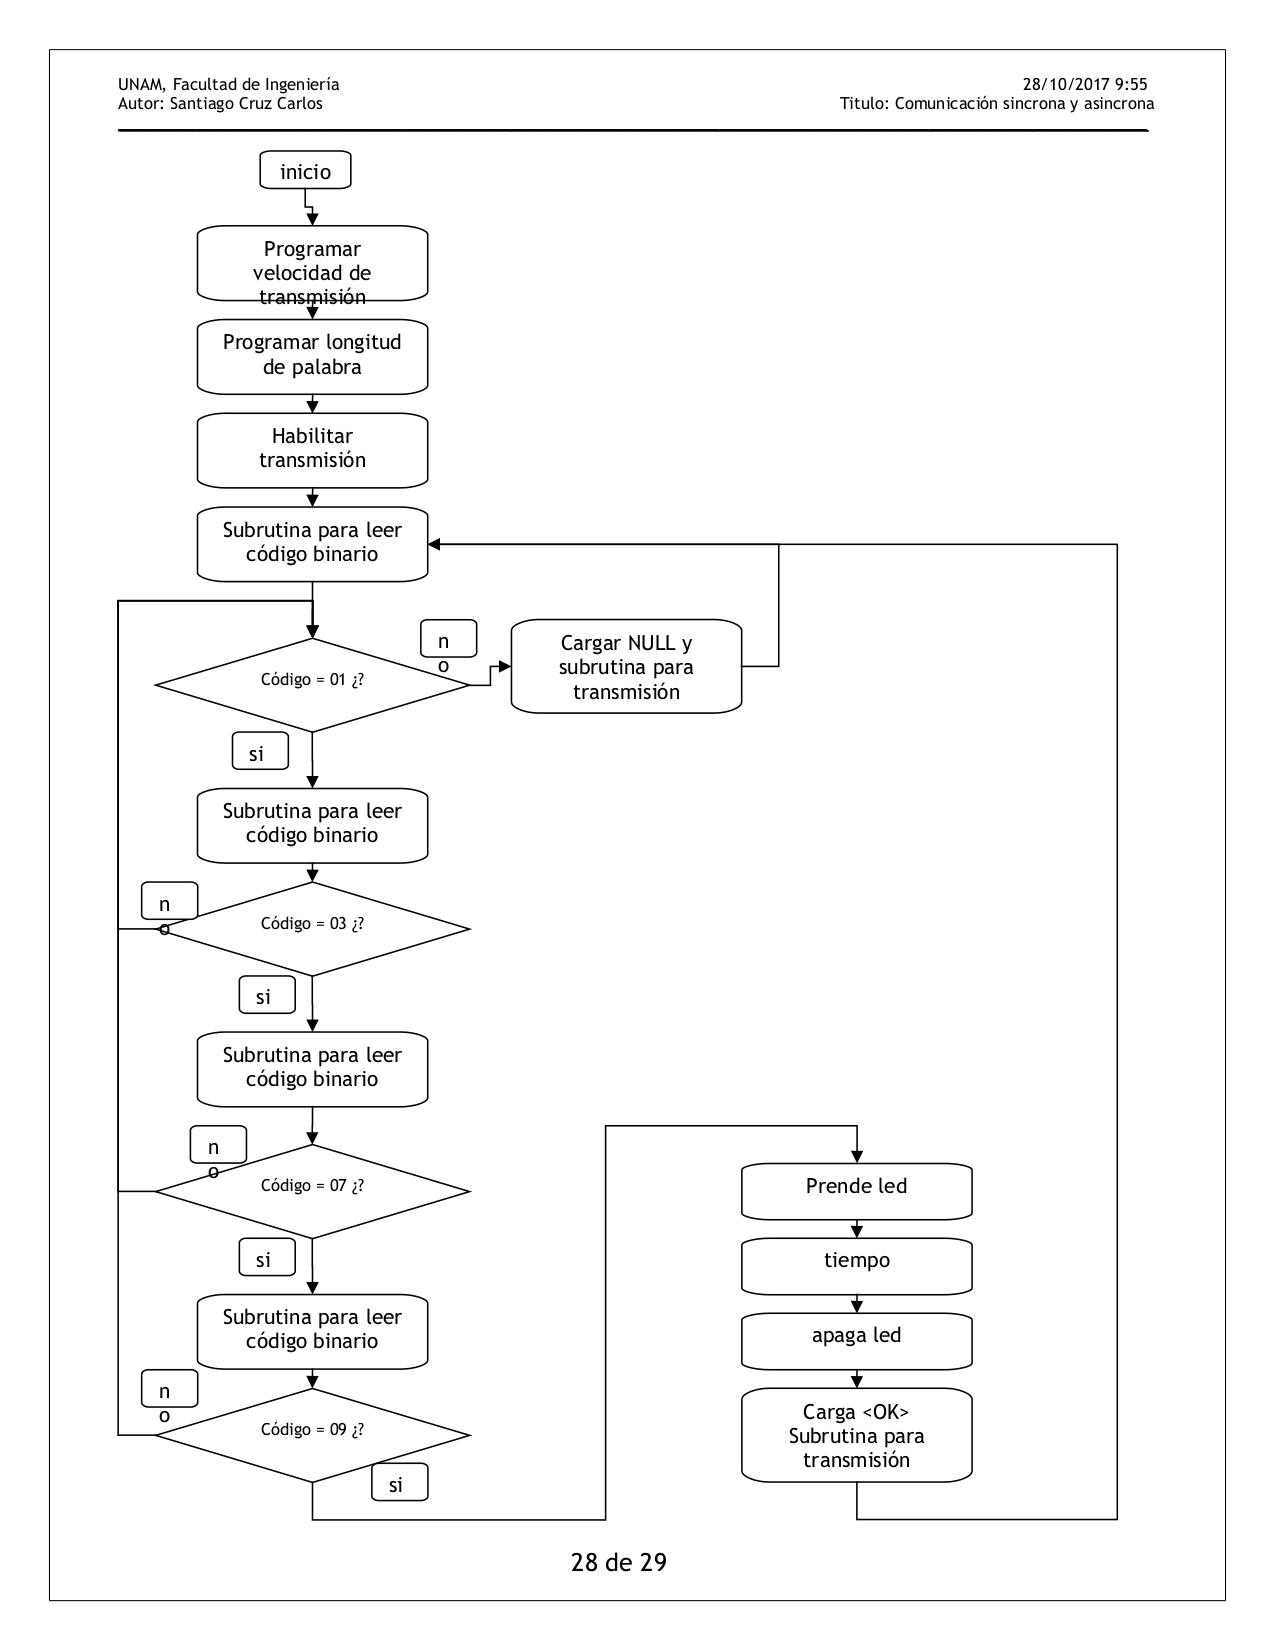 UNAM, Facultad de Ingeniería
28/10/2017 9:55
Autor: Santiago Cruz Carlos
Titulo: Comunicación sincrona y asincrona
inicio
Programar
velocidad de
transmisión
Programar longitud
de palabra
Habilitar
transmisión
Subrutina para leer
código binario
n
o
Cargar NULL y
subrutina para
transmisión
Código = 01 ¿?
si
Subrutina para leer
código binario
n
o
Código = 03 ¿?
si
Subrutina para leer
código binario
n
o
Código = 07 ¿?
si
Subrutina para leer
código binario
n
o
Código = 09 ¿?
si
Prende led
tiempo
apaga led
Carga <OK>
Subrutina para
transmisión
28 de 29